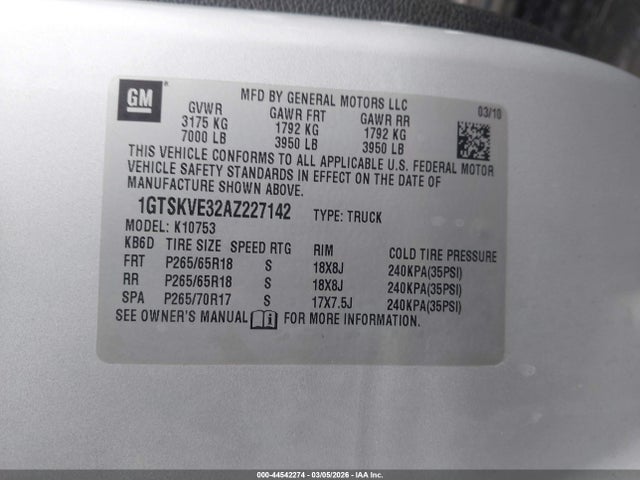 GM
MFD BY GENERAL MOTORS LLC
03/10
GVWR GAWR FRT GAWR RR
3175 KG 1792 KG 1792 KG
7000 LB 3950 LB 3950 LB
THIS VEHICLE CONFORMS TO ALL APPLICABLE U.S. FEDERAL MOTOR
VEHICLE SAFETY STANDARDS IN EFFECT ON THE DATE OF
MANUFACTURE SHOWN ABOVE.
1GTSKVE32AZ227142 TYPE: TRUCK
MODEL: K10753
KB6D TIRE SIZE SPEED RTG RIM COLD TIRE PRESSURE
FRT P265/65R18 S 18X8J 240KPA(35PSI)
RR P265/65R18 S 18X8J 240KPA(35PSI)
SPA P265/70R17 S 17X7.5J 240KPA(35PSI)
SEE OWNER'S MANUAL FOR MORE INFORMATION.
000-44542274 | 03/05/2026 | IAA Inc.